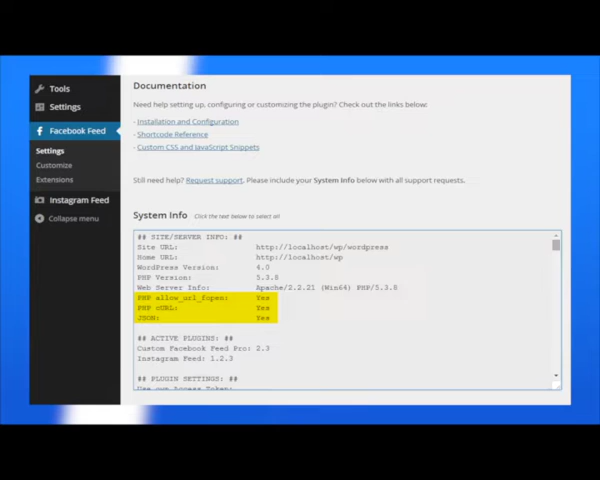 Tools
Settings
Facebook Feed
Settings
Customize
Extensions
Instagram Feed
Collapse menu
Documentation
Need help setting up, configuring or customizing the plugin? Check out the links below:
- Installation and Configuration
- Shortcode Reference
- Custom CSS and JavaScript Snippets
Still need help? Request support. Please include your System Info below with all support requests.
System Info Click the text below to select all
## SITE/SERVER INFO: ##
Site URL: http://localhost/wp/wordpress
Home URL: http://localhost/wp
WordPress Version: 4.0
PHP Version: 5.3.8
Web Server Info: Apache/2.2.21 (Win64) PHP/5.3.8
PHP allow_url_fopen: Yes
PHP cURL: Yes
JSON: Yes
## ACTIVE PLUGINS: ##
Custom Facebook Feed Pro: 2.3
Instagram Feed: 1.2.3
## PLUGIN SETTINGS: ##
Use own Access Token: